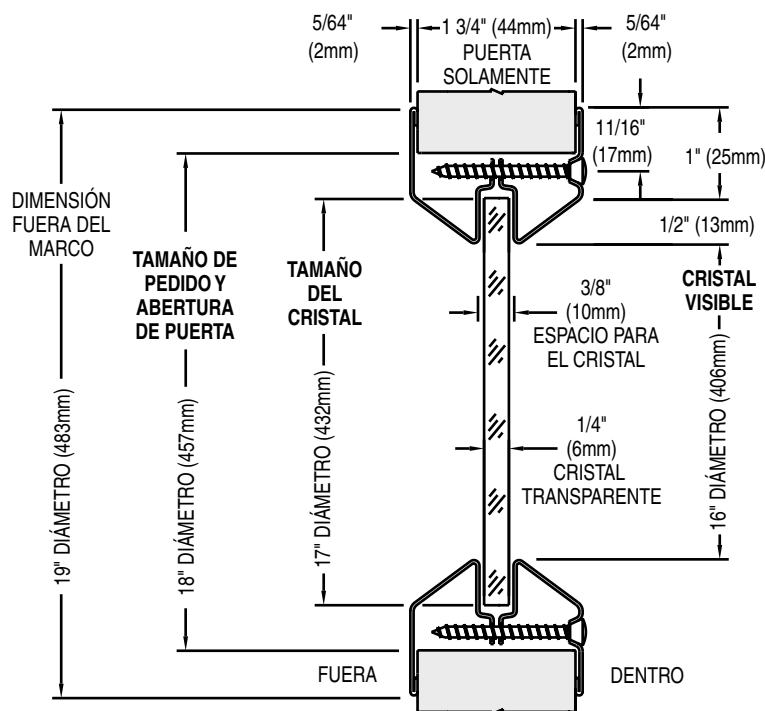 5/64"
(2mm)
1 3/4" (44mm)
PUERTA
SOLAMENTE
5/64"
(2mm)
11/16"
(17mm)
1" (25mm)
1/2" (13mm)
DIMENSIÓN
FUERA DEL
MARCO
TAMAÑO DE
PEDIDO Y
ABERTURA
DE PUERTA
TAMAÑO
DEL
CRISTAL
3/8"
(10mm)
ESPACIO PARA
EL CRISTAL
CRISTAL
VISIBLE
1/4"
(6mm)
CRISTAL
TRANSPARENTE
19" DIÁMETRO (483mm)
18" DIÁMETRO (457mm)
17" DIÁMETRO (432mm)
16" DIÁMETRO (406mm)
FUERA
DENTRO